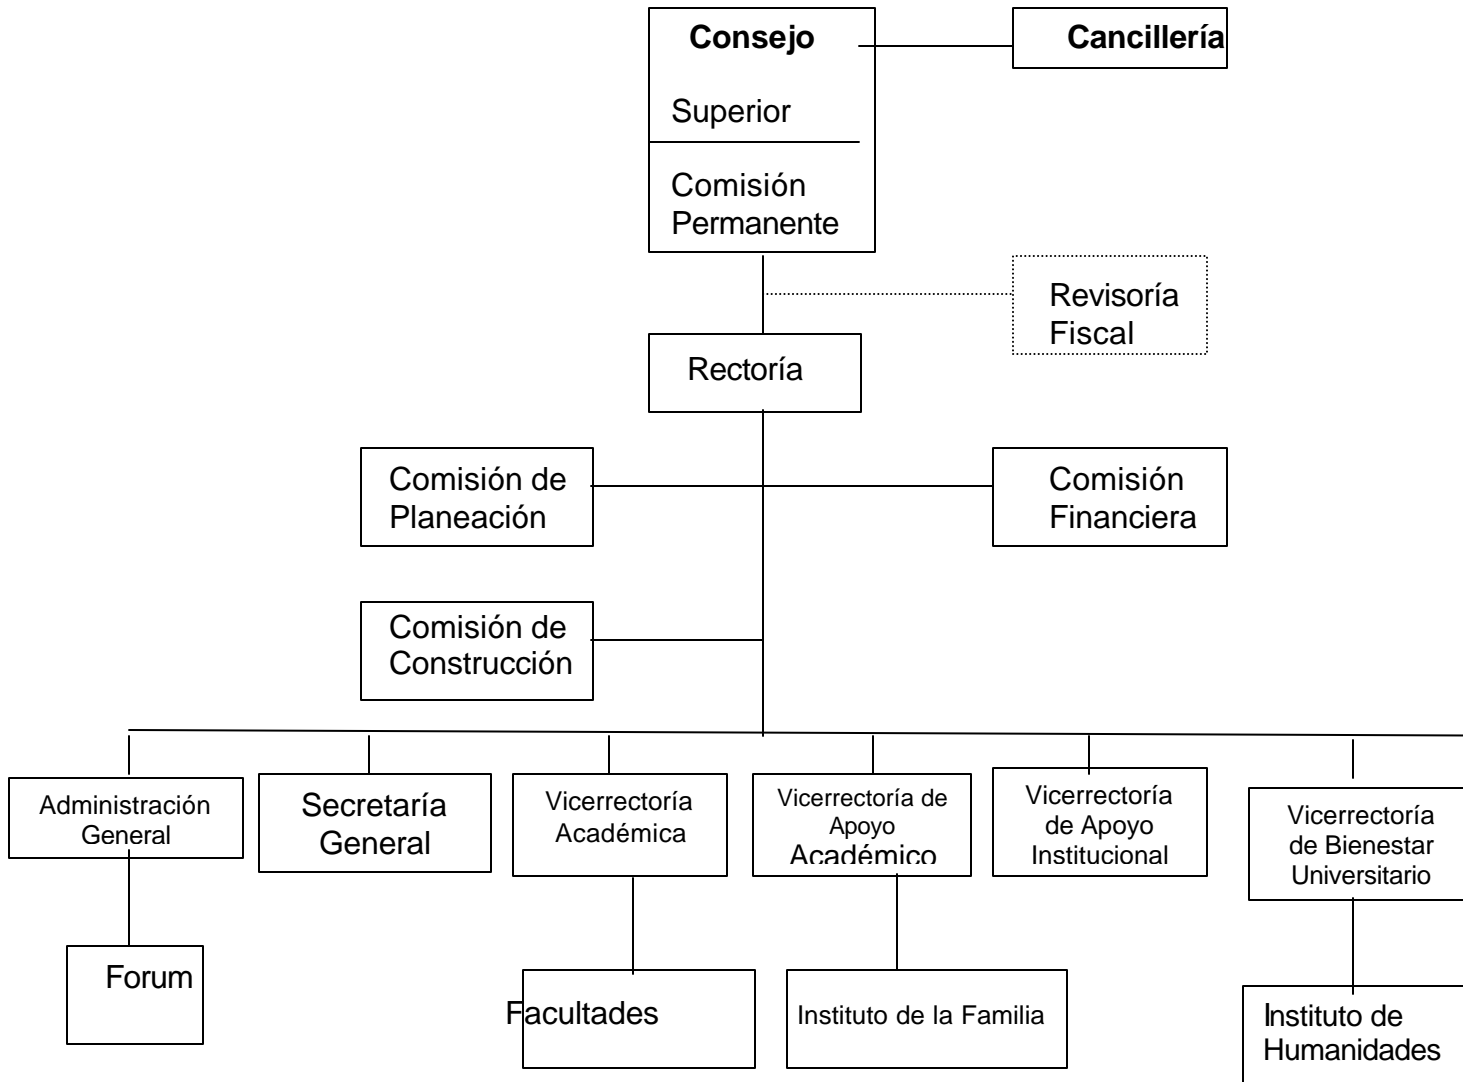 Consejo
Cancillería
Superior
Comisión
Permanente
Revisoría
Fiscal
Rectoría
Comisión de
Planeación
Comisión
Financiera
Comisión de
Construcción
Administración
General
Secretaría
General
Vicerrectoría
Académica
Vicerrectoría de
Apoyo
Académico
Vicerrectoría
de Apoyo
Institucional
Vicerrectoría
de Bienestar
Universitario
Forum
Facultades
Instituto de la Familia
Instituto de
Humanidades